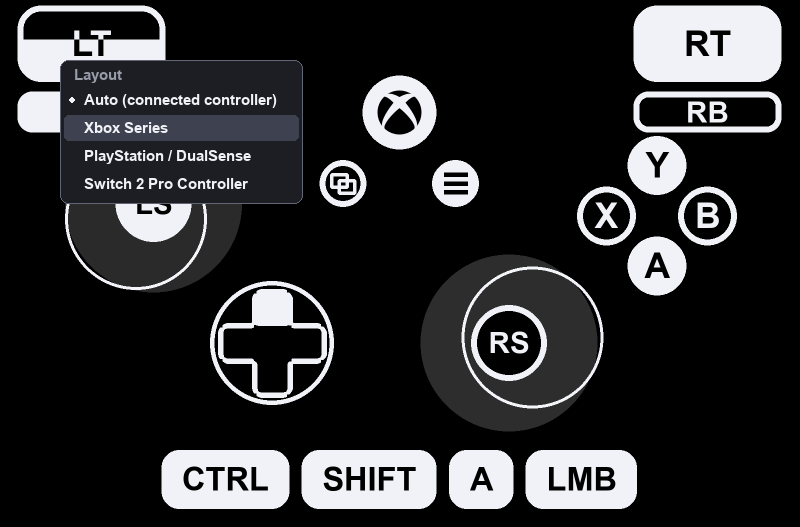 LT
RT
Layout
Auto (connected controller)
Xbox Series
PlayStation / DualSense
Switch 2 Pro Controller
RB
Y
X
B
A
LS
RS
CTRL
SHIFT
A
LMB